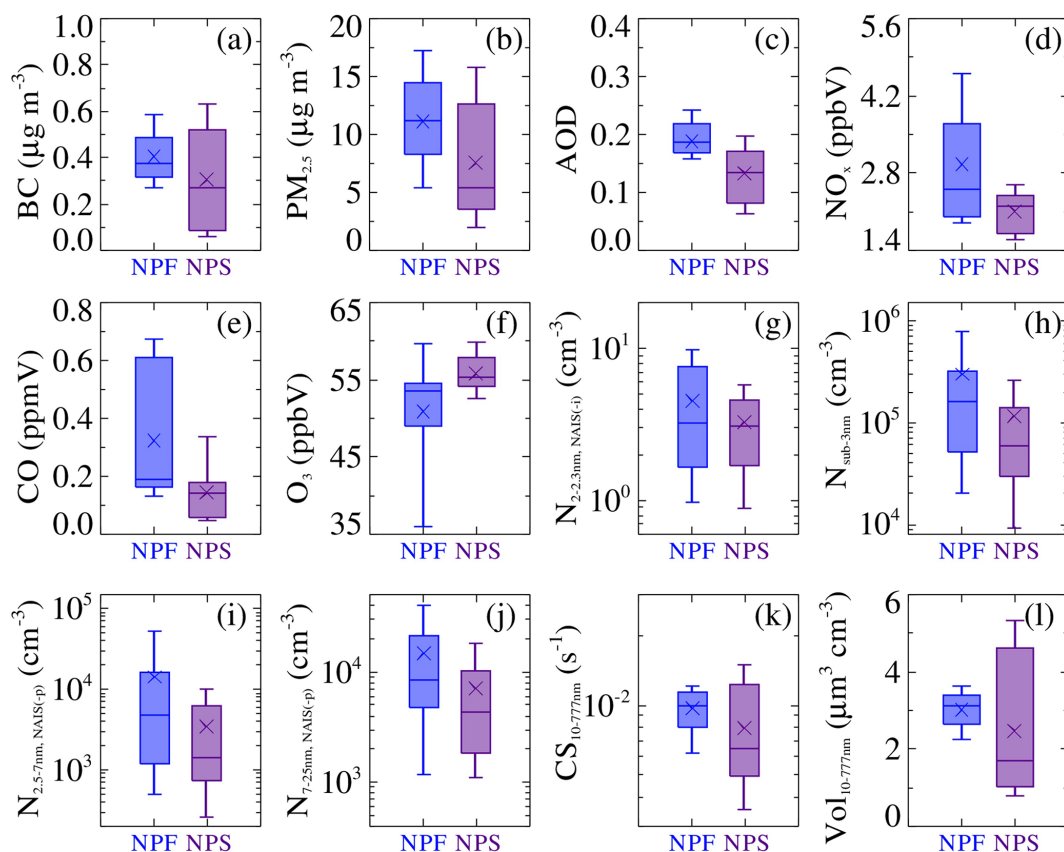 (a) (b) (c) (d)
BC (μg m⁻³)
1.0
0.8
0.6
0.4
0.2
0.0
NPF NPS
PM₂.₅ (μg m⁻³)
20
15
10
5
0
NPF NPS
AOD
0.4
0.3
0.2
0.1
0.0
NPF NPS
NOₓ (ppbV)
5.6
4.2
2.8
1.4
NPF NPS
(e) (f) (g) (h)
CO (ppmV)
0.8
0.6
0.4
0.2
0.0
NPF NPS
O₃ (ppbV)
65
55
45
35
NPF NPS
N₂₋₂.₃ₙₘ, NAIS(-i) (cm⁻³)
10¹
10⁰
NPF NPS
Nsub-3nm (cm⁻³)
10⁶
10⁵
10⁴
NPF NPS
(i) (j) (k) (l)
N2.5-7nm, NAIS(-p) (cm⁻³)
10⁵
10⁴
10³
NPF NPS
N7-25nm, NAIS(-p) (cm⁻³)
10⁴
10³
NPF NPS
CS10-777nm (s⁻¹)
10⁻²
NPF NPS
Vol10-777nm (μm³ cm⁻³)
6
4
2
0
NPF NPS